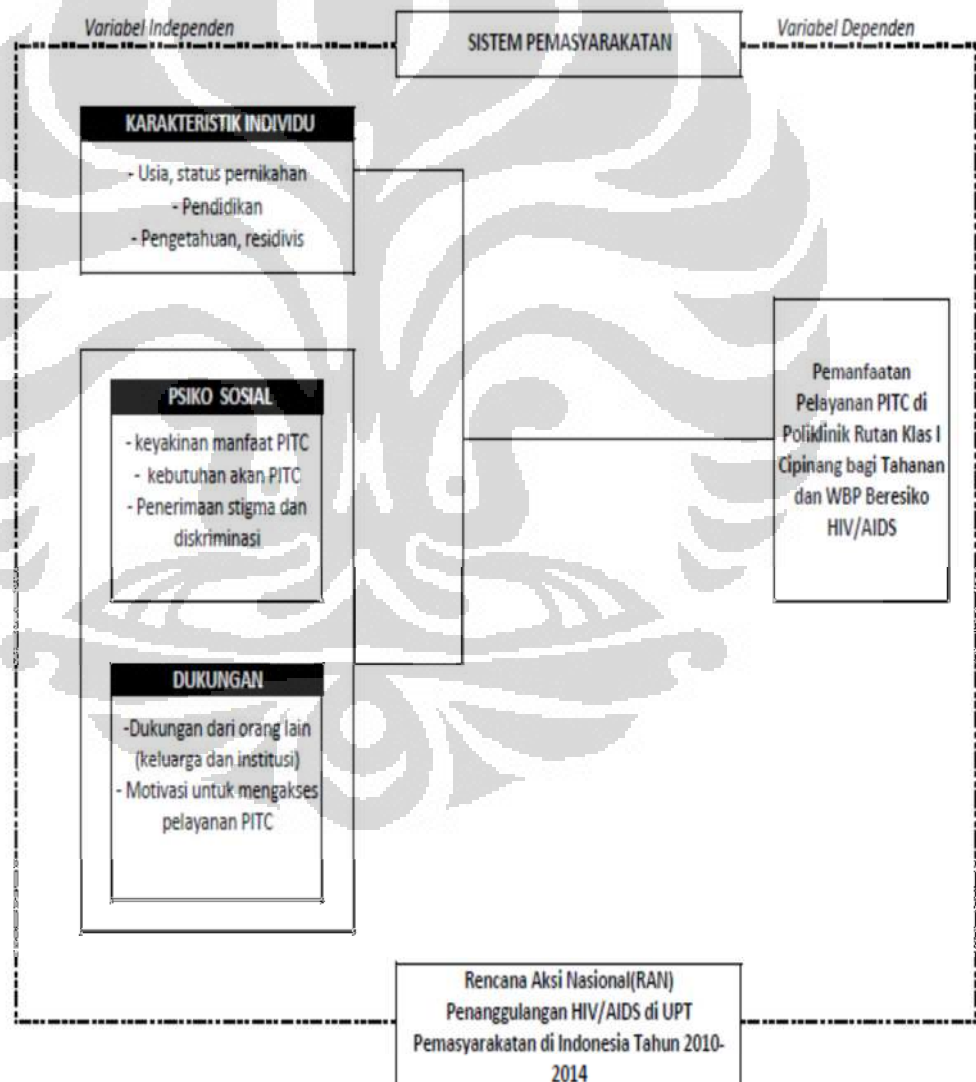 Variabel Independen
SISTEM PEMASYARAKATAN
Variabel Dependen
KARAKTERISTIK INDIVIDU
- Usia, status pernikahan
- Pendidikan
- Pengetahuan, residivis
PSIKO SOSIAL
- keyakinan manfaat PITC
- kebutuhan akan PITC
- Penerimaan stigma dan
diskriminasi
DUKUNGAN
-Dukungan dari orang lain
(keluarga dan institusi)
- Motivasi untuk mengakses
pelayanan PITC
Pemanfaatan
Pelayanan PITC di
Poliklinik Rutan Klas I
Cipinang bagi Tahanan
dan WBP Beresiko
HIV/AIDS
Rencana Aksi Nasional(RAN)
Penanggulangan HIV/AIDS di UPT
Pemasyarakatan di Indonesia Tahun 2010-
2014